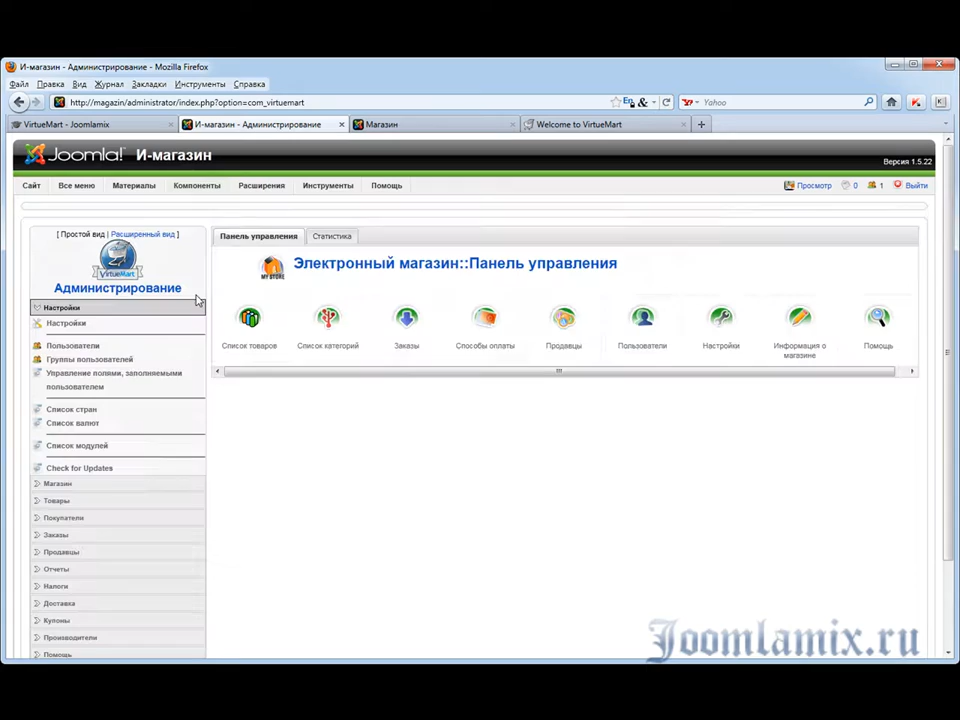 И-магазин - Администрирование - Mozilla Firefox
Файл Правка Вид Журнал Закладки Инструменты Справка
http://magazin/administrator/index.php?option=com_virtuemart
Yahoo
VirtueMart - Joomlamix
И-магазин - Администрирование
Магазин
Welcome to VirtueMart
Joomla! И-магазин
Версия 1.5.22
Сайт Все меню Материалы Компоненты Расширения Инструменты Помощь
Просмотр 0 1 Выйти
[ Простой вид | Расширенный вид ]
VirtueMart
Администрирование
Настройки
Настройки
Пользователи
Группы пользователей
Управление полями, заполняемыми
пользователем
Список стран
Список валют
Список модулей
Check for Updates
Магазин
Товары
Покупатели
Заказы
Продавцы
Отчеты
Налоги
Доставка
Купоны
Производители
Помощь
Панель управления Статистика
MY STORE
Электронный магазин::Панель управления
Список товаров
Список категорий
Заказы
Способы оплаты
Продавцы
Пользователи
Настройки
Информация о
магазине
Помощь
Joomlamix.ru